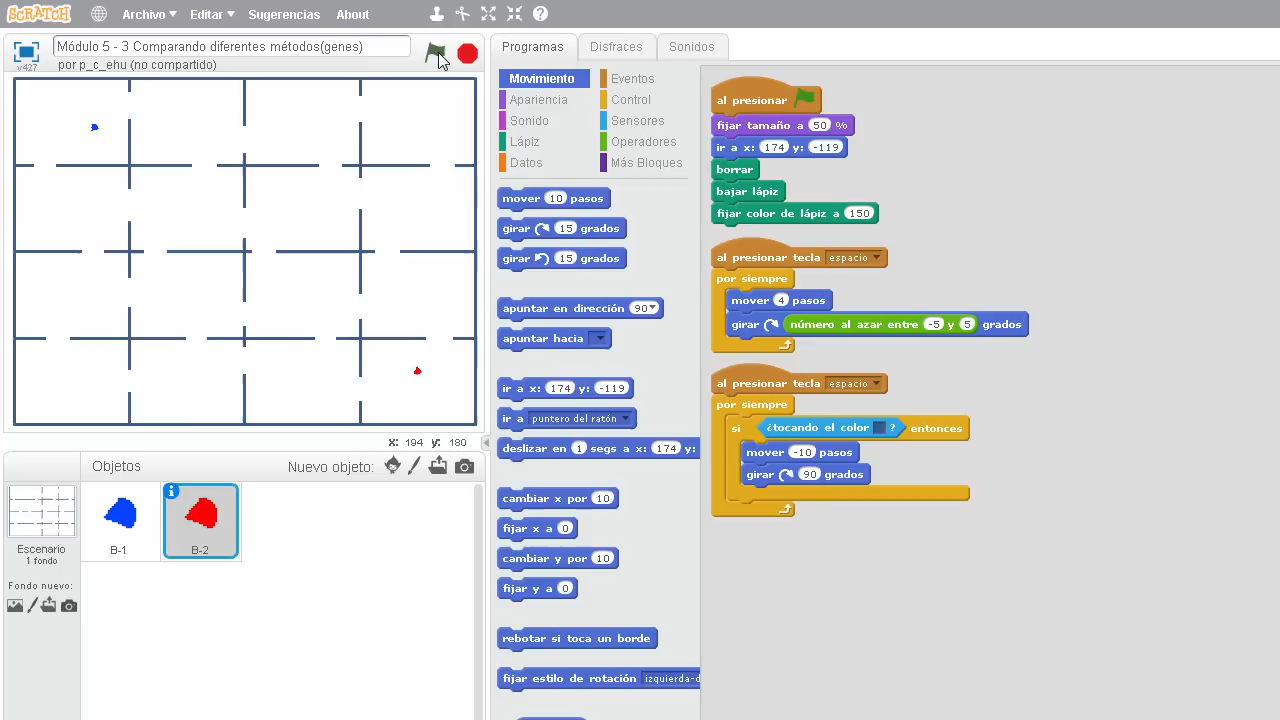 SCRATCH Archivo Editar Sugerencias About
Módulo 5 - 3 Comparando diferentes métodos(genes)
por p_c_ehu (no compartido)
v427
x: 194 y: 180
Objetos Nuevo objeto:
Escenario
1 fondo
Fondo nuevo:
B-1
B-2
Programas Disfraces Sonidos
Movimiento Eventos
Apariencia Control
Sonido Sensores
Lápiz Operadores
Datos Más Bloques
mover 10 pasos
girar 15 grados
girar 15 grados
apuntar en dirección 90
apuntar hacia
ir a x: 174 y: -119
ir a puntero del ratón
deslizar en 1 segs a x: 174 y:
cambiar x por 10
fijar x a 0
cambiar y por 10
fijar y a 0
rebotar si toca un borde
fijar estilo de rotación izquierda-d
al presionar
fijar tamaño a 50 %
ir a x: 174 y: -119
borrar
bajar lápiz
fijar color de lápiz a 150
al presionar tecla espacio
por siempre
mover 4 pasos
girar número al azar entre -5 y 5 grados
al presionar tecla espacio
por siempre
si ¿tocando el color ? entonces
mover -10 pasos
girar 90 grados